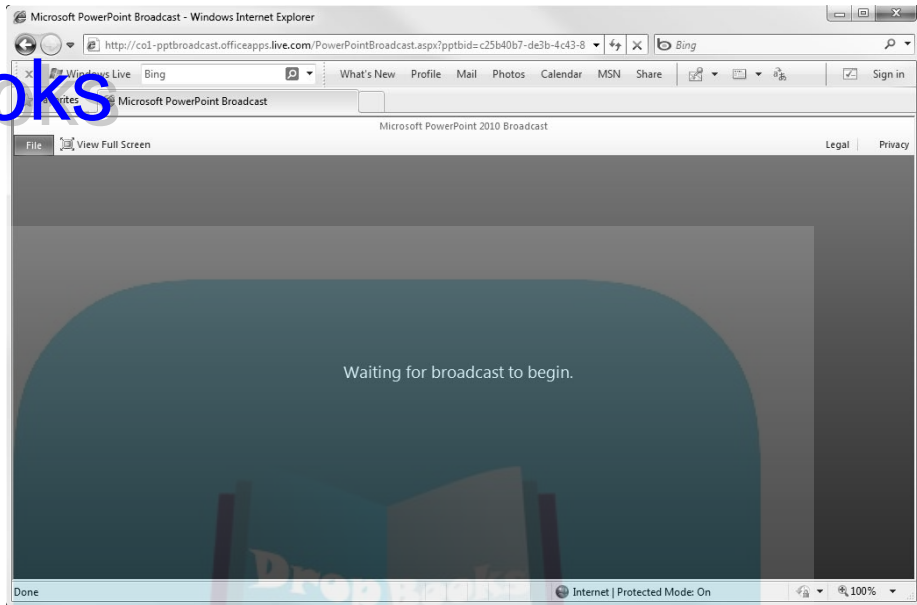 Microsoft PowerPoint Broadcast - Windows Internet Explorer
http://co1-pptbroadcast.officeapps.live.com/PowerPointBroadcast.aspx?pptbid=c25b40b7-de3b-4c43-8 Bing
Windows Live Bing What's New Profile Mail Photos Calendar MSN Share Sign in
oks
Microsoft PowerPoint Broadcast
Microsoft PowerPoint 2010 Broadcast
File View Full Screen Legal Privacy
Waiting for broadcast to begin.
Drop Books
Done Internet | Protected Mode: On 100%